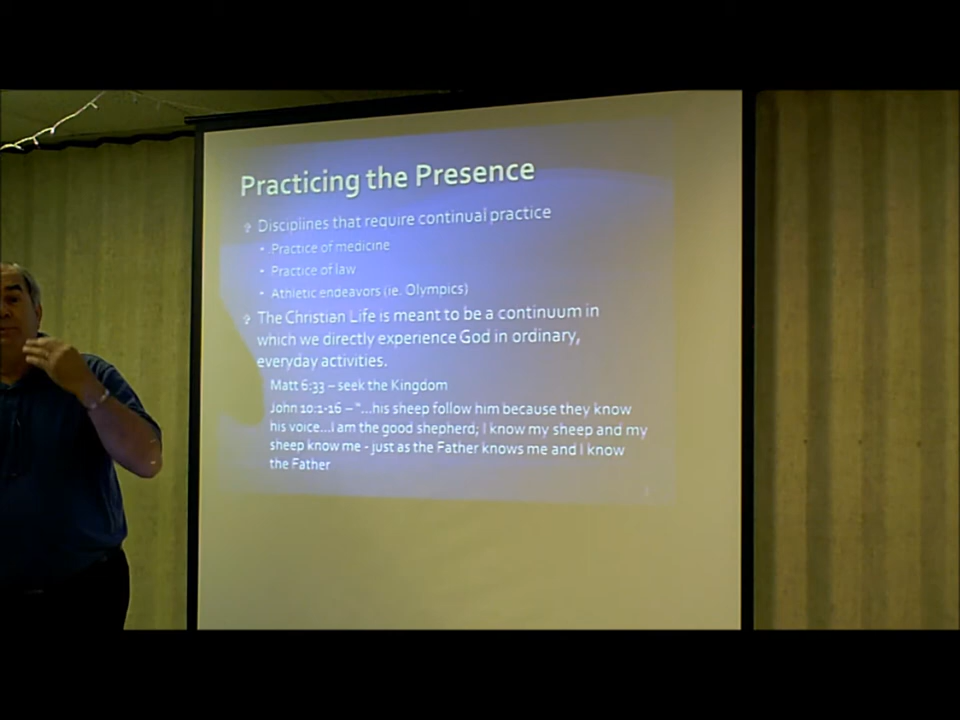 Practicing the Presence
Disciplines that require continual practice
• Practice of medicine
• Practice of law
• Athletic endeavors (ie. Olympics)
The Christian Life is meant to be a continuum in
which we directly experience God in ordinary,
everyday activities.
Matt 6:33 – seek the Kingdom
John 10:1-16 – "...his sheep follow him because they know
his voice...I am the good shepherd; I know my sheep and my
sheep know me - just as the Father knows me and I know
the Father